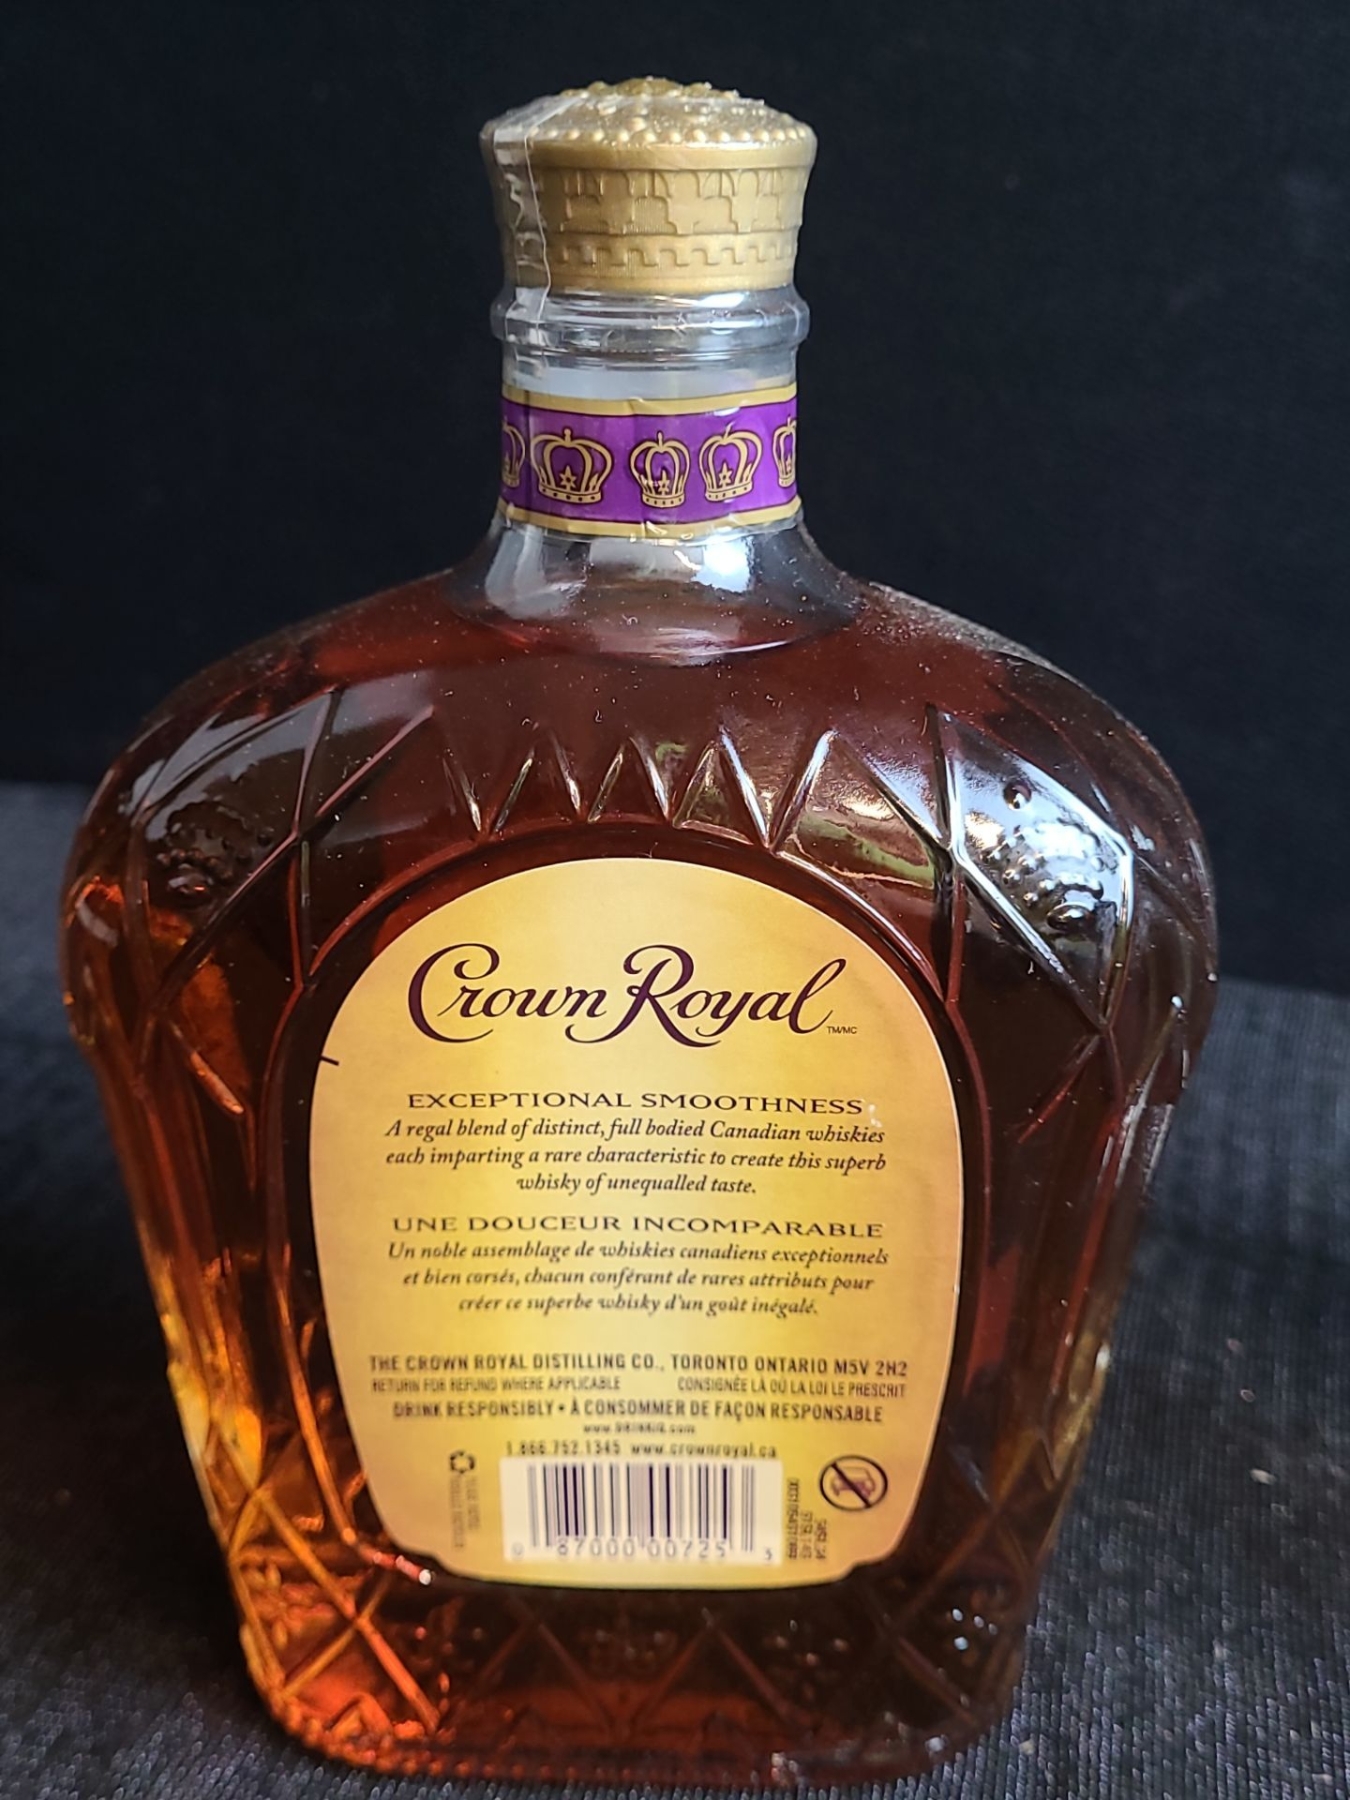 Crown Royal TM/MC
EXCEPTIONAL SMOOTHNESS
A regal blend of distinct, full bodied Canadian whiskies
each imparting a rare characteristic to create this superb
whisky of unequalled taste.
UNE DOUCEUR INCOMPARABLE
Un noble assemblage de whiskies canadiens exceptionnels
et bien corsés, chacun conférant de rares attributs pour
créer ce superbe whisky d'un goût inégalé.
THE CROWN ROYAL DISTILLING CO., TORONTO ONTARIO M5V 2H2
RETURN FOR REFUND WHERE APPLICABLE CONSIGNÉE LÀ OÙ LA LOI LE PRESCRIT
DRINK RESPONSIBLY • À CONSOMMER DE FAÇON RESPONSABLE
www.DRINKiQ.com
1.866.752.1345 www.crownroyal.ca
0 87000 00725 3